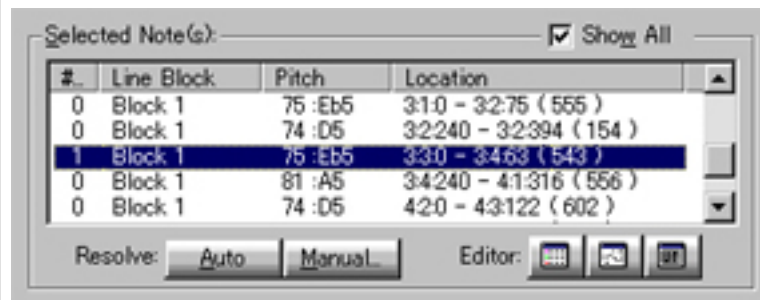 Selected Note(s): Show All
#.. Line Block Pitch Location
0 Block 1 75 :Eb5 3:1:0 - 3:2:75 ( 555 )
0 Block 1 74 :D5 3:2:240 - 3:2:394 ( 154 )
1 Block 1 75 :Eb5 3:3:0 - 3:4:63 ( 543 )
0 Block 1 81 :A5 3:4:240 - 4:1:316 ( 556 )
0 Block 1 74 :D5 4:2:0 - 4:3:122 ( 602 )
Resolve: Auto Manual... Editor: